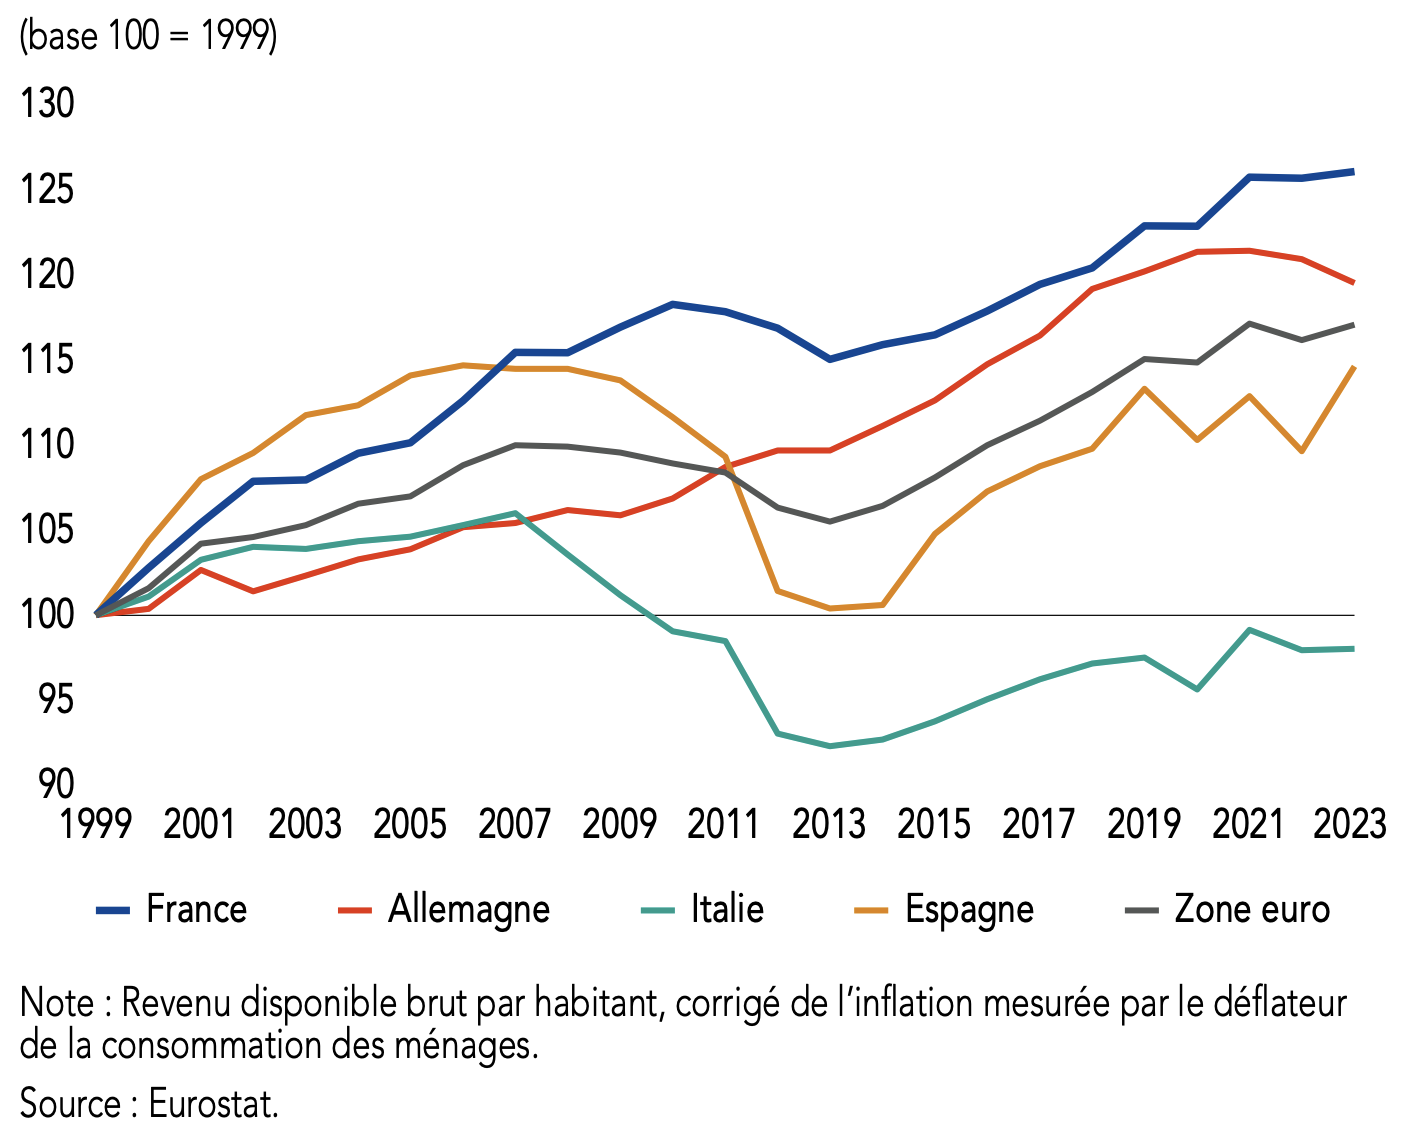 (base 100 = 1999)
130
125
120
115
110
105
100
95
90
1999 2001 2003 2005 2007 2009 2011 2013 2015 2017 2019 2021 2023
France Allemagne Italie Espagne Zone euro
Note : Revenu disponible brut par habitant, corrigé de l’inflation mesurée par le déflateur
de la consommation des ménages.
Source : Eurostat.